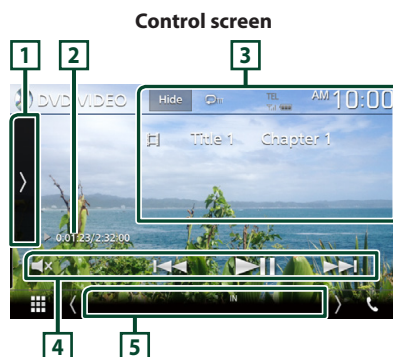 Control screen
1 2 3
DVD VIDEO Hide TEL AM 10:00
Title 1 Chapter 1
0:01:23/2:32:00
IN
4 5